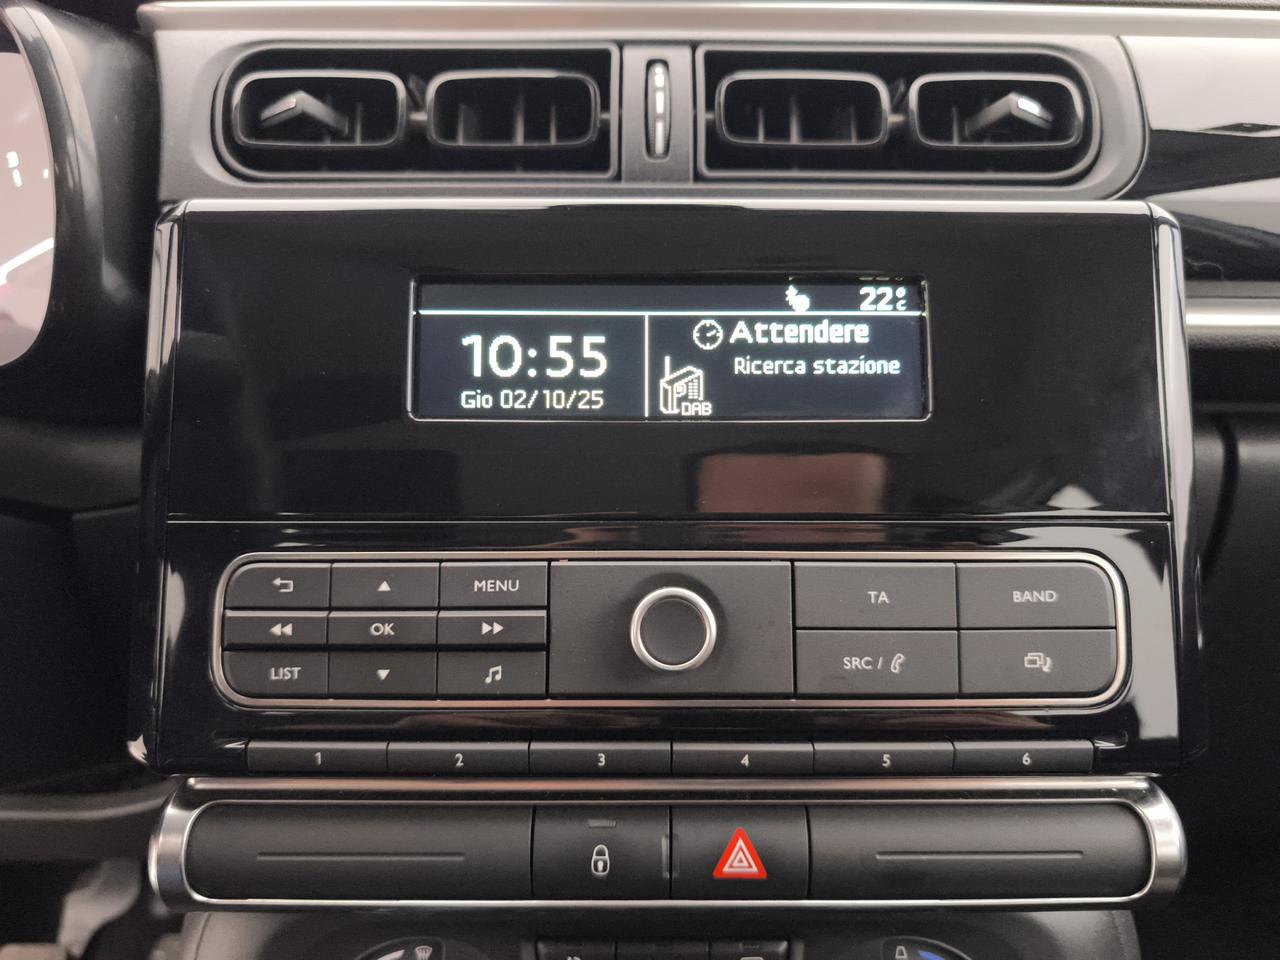 22°C
10:55
Gio 02/10/25
Attendere
Ricerca stazione
DAB
MENU
OK
LIST
TA
BAND
SRC /
1 2 3 4 5 6